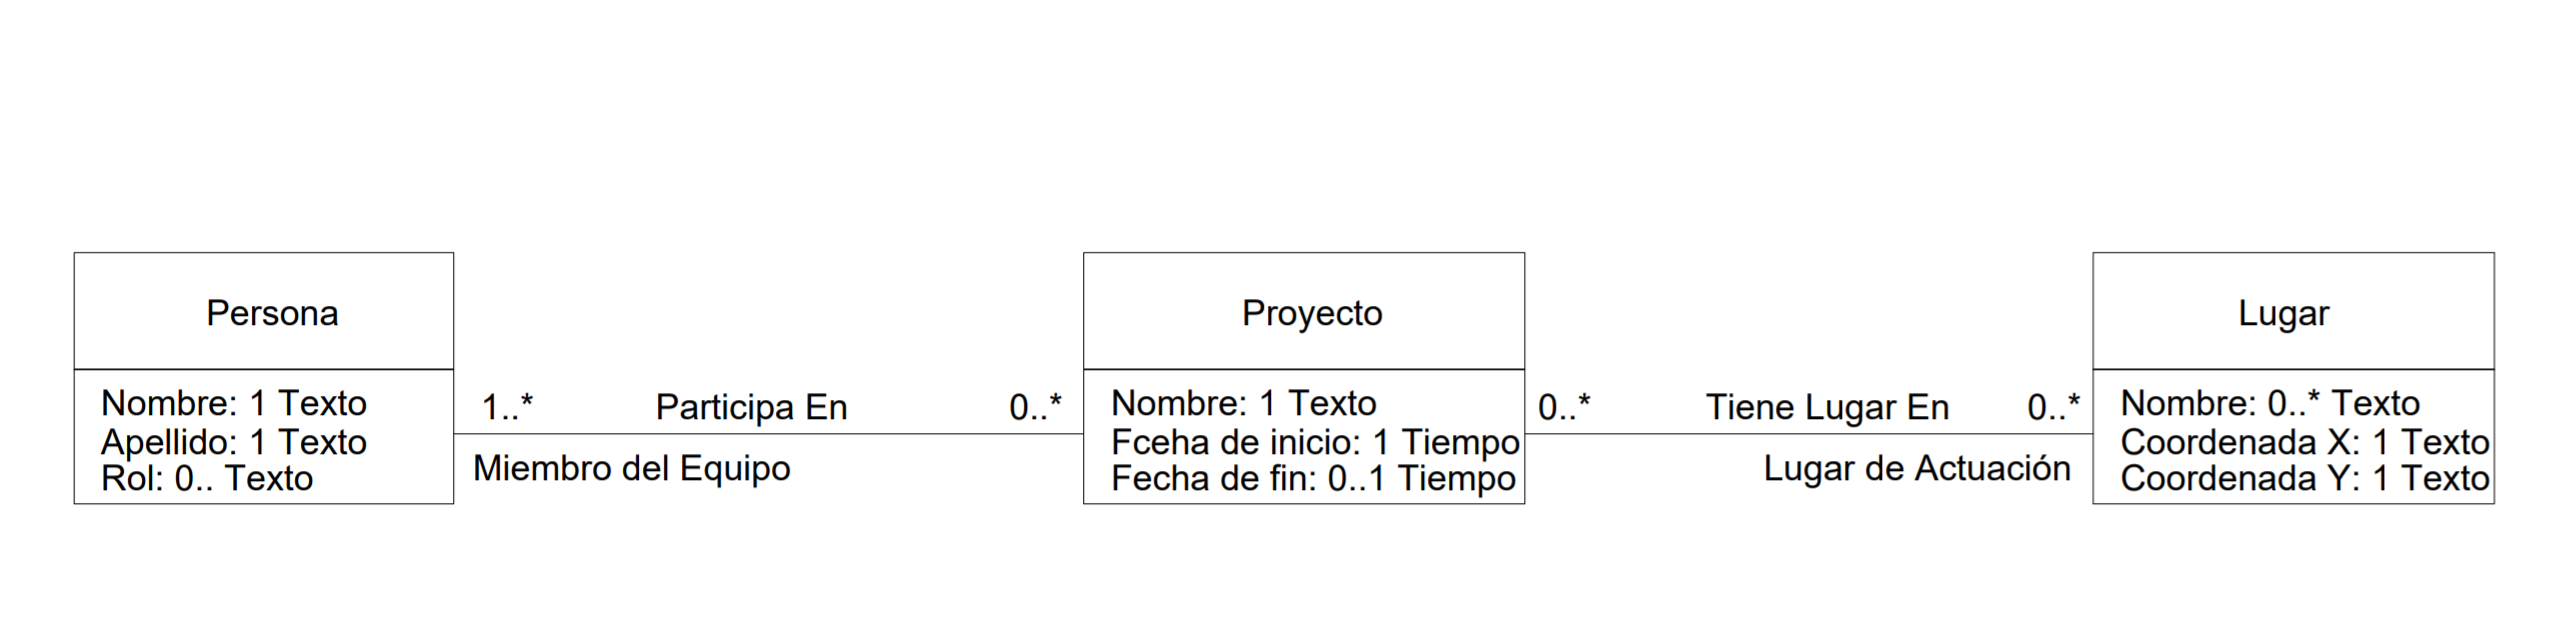 Persona
Nombre: 1 Texto
Apellido: 1 Texto
Rol: 0.. Texto
1..*
Participa En
0..*
Miembro del Equipo
Proyecto
Nombre: 1 Texto
Fceha de inicio: 1 Tiempo
Fecha de fin: 0..1 Tiempo
0..*
Tiene Lugar En
0..*
Lugar de Actuación
Lugar
Nombre: 0..* Texto
Coordenada X: 1 Texto
Coordenada Y: 1 Texto